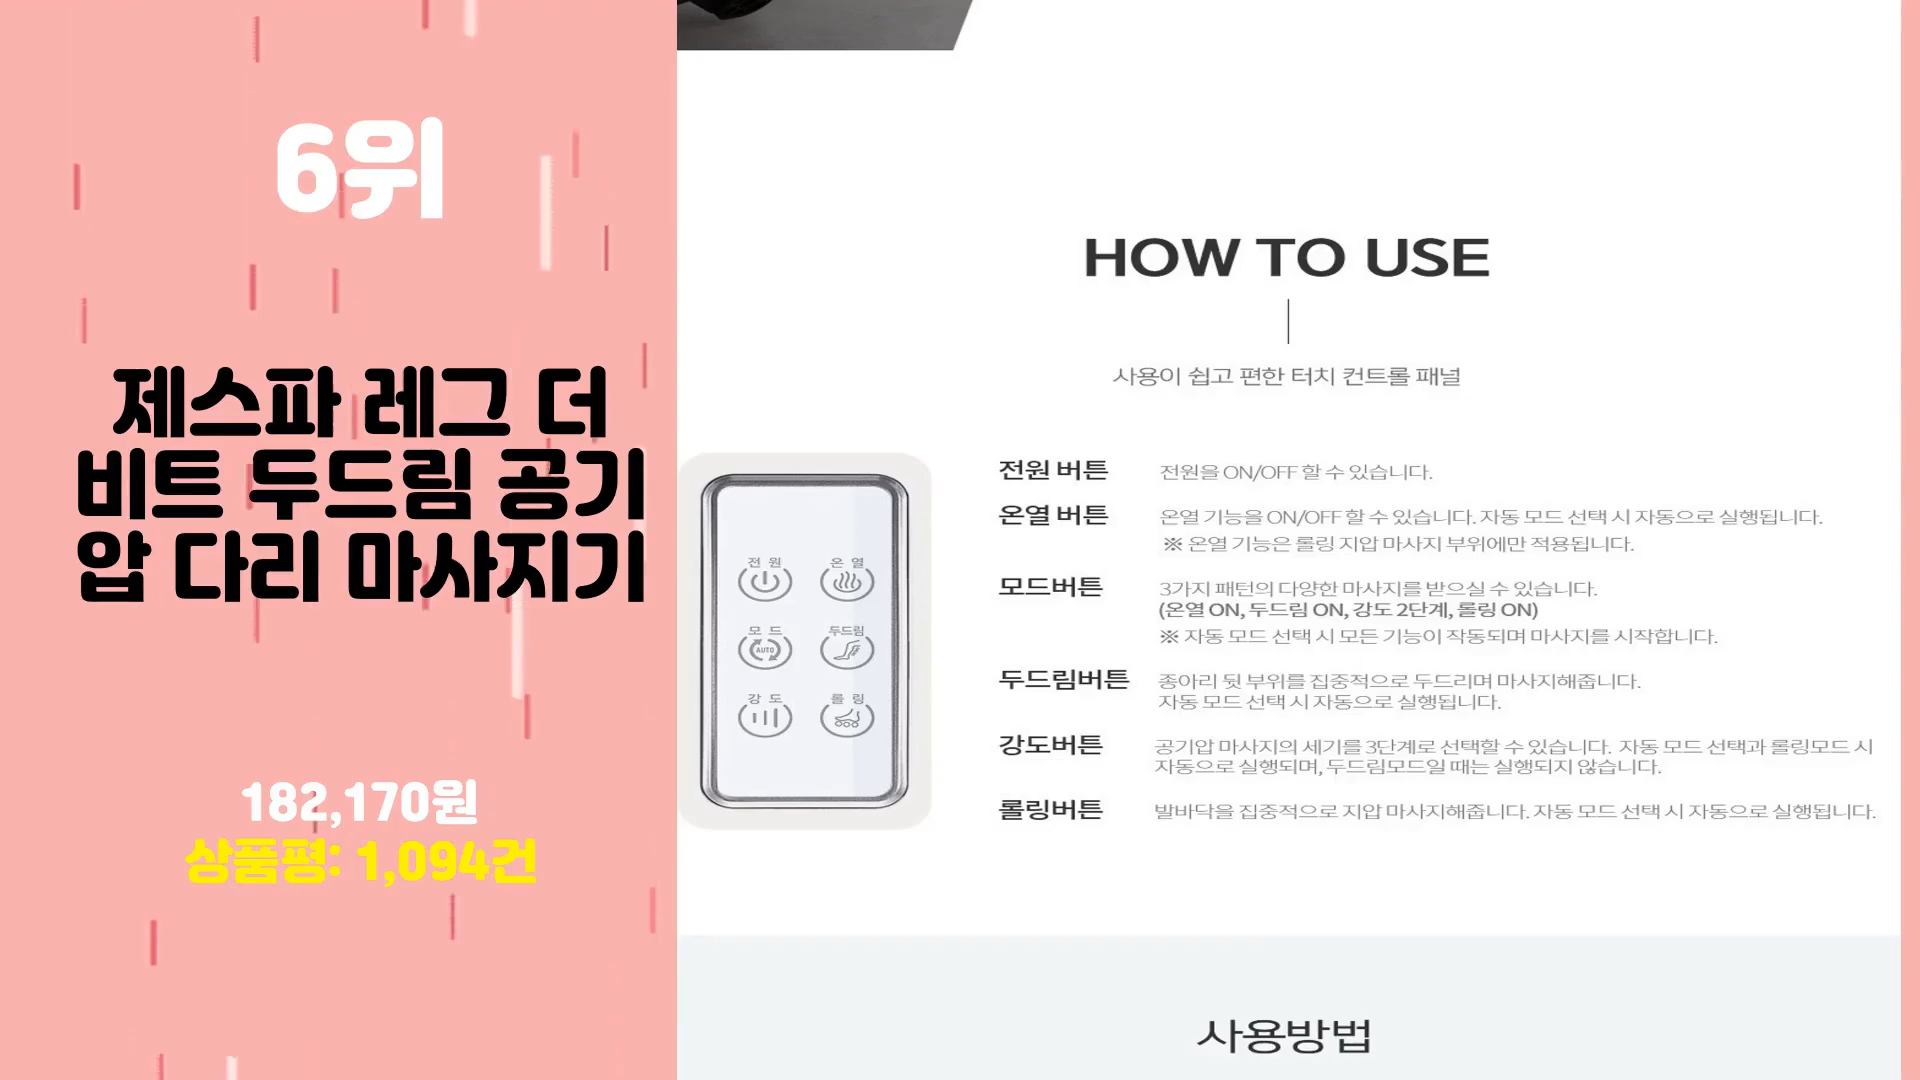 6위
제스파 레그 더
비트 두드림 공기
압 다리 마사지기
182,170원
상품평: 1,094건
HOW TO USE
사용이 쉽고 편한 터치 컨트롤 패널
전원 온열
모드 두드림
AUTO
강도 롤링
전원 버튼 전원을 ON/OFF 할 수 있습니다.
온열 버튼 온열 기능을 ON/OFF 할 수 있습니다. 자동 모드 선택 시 자동으로 실행됩니다.
※ 온열 기능은 롤링 지압 마사지 부위에만 적용됩니다.
모드버튼 3가지 패턴의 다양한 마사지를 받으실 수 있습니다.
(온열 ON, 두드림 ON, 강도 2단계, 롤링 ON)
※ 자동 모드 선택 시 모든 기능이 작동되며 마사지를 시작합니다.
두드림버튼 종아리 뒷 부위를 집중적으로 두드리며 마사지해줍니다.
자동 모드 선택 시 자동으로 실행됩니다.
강도버튼 공기압 마사지의 세기를 3단계로 선택할 수 있습니다. 자동 모드 선택과 롤링모드 시
자동으로 실행되며, 두드림모드일 때는 실행되지 않습니다.
롤링버튼 발바닥을 집중적으로 지압 마사지해줍니다. 자동 모드 선택 시 자동으로 실행됩니다.
사용방법